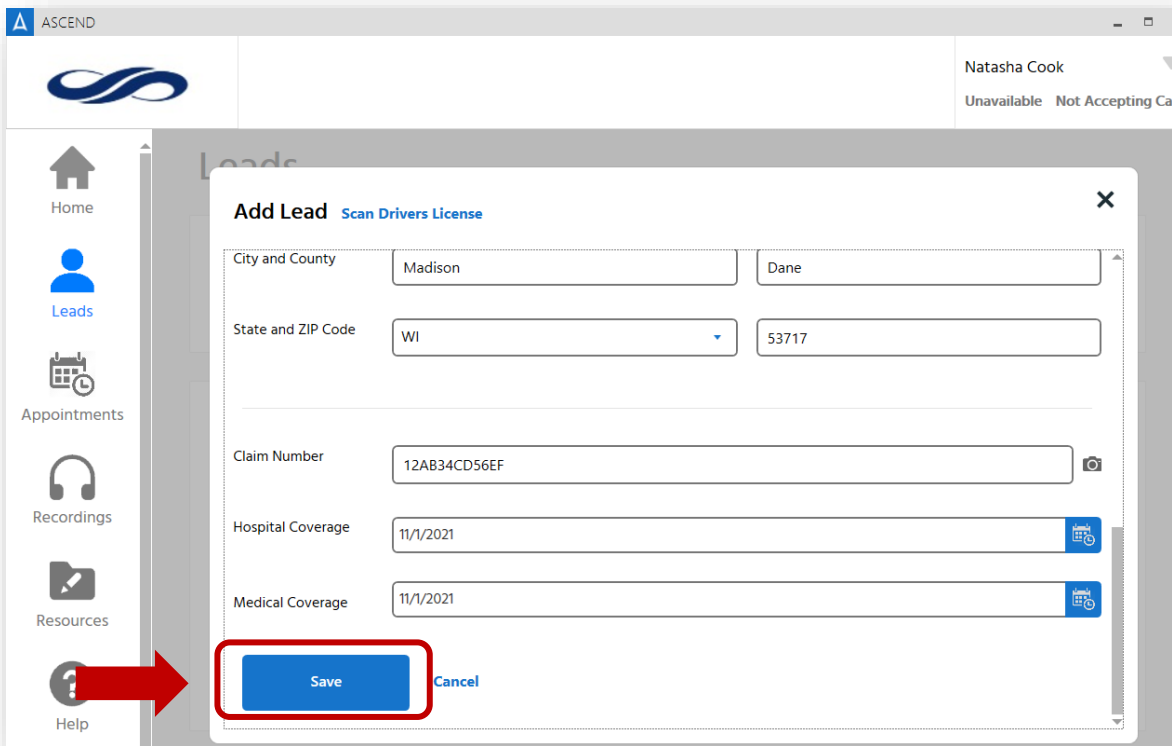 ASCEND
Natasha Cook
Unavailable Not Accepting Ca
Home
Leads
Appointments
Recordings
Resources
Help
Leads
Add Lead Scan Drivers License
City and County Madison Dane
State and ZIP Code WI 53717
Claim Number 12AB34CD56EF
Hospital Coverage 11/1/2021
Medical Coverage 11/1/2021
Save Cancel